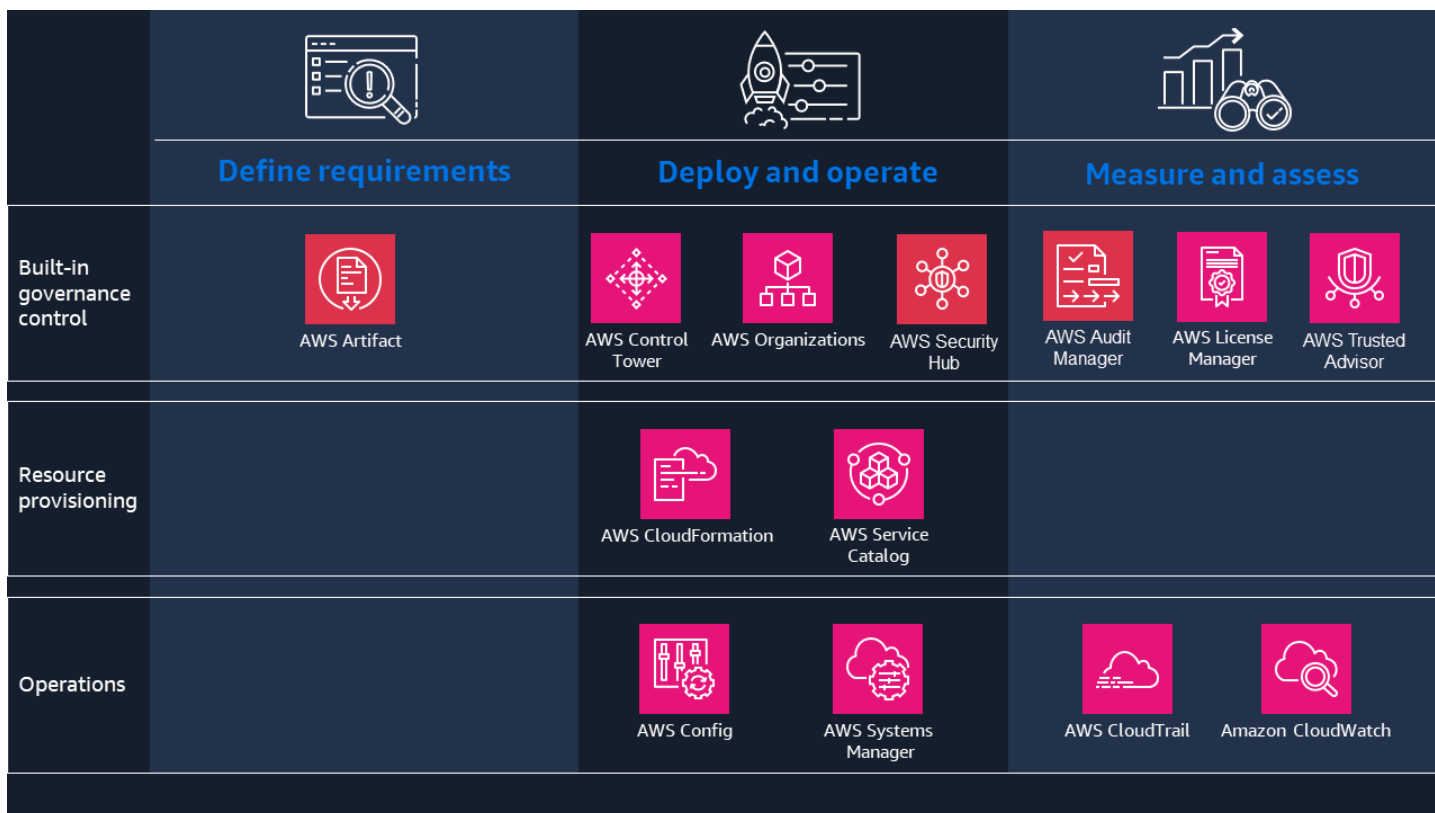 Define requirements
Deploy and operate
Measure and assess
Built-in
governance
control
AWS Artifact
AWS Control
Tower
AWS Organizations
AWS Security
Hub
AWS Audit
Manager
AWS License
Manager
AWS Trusted
Advisor
Resource
provisioning
AWS CloudFormation
AWS Service
Catalog
Operations
AWS Config
AWS Systems
Manager
AWS CloudTrail
Amazon CloudWatch